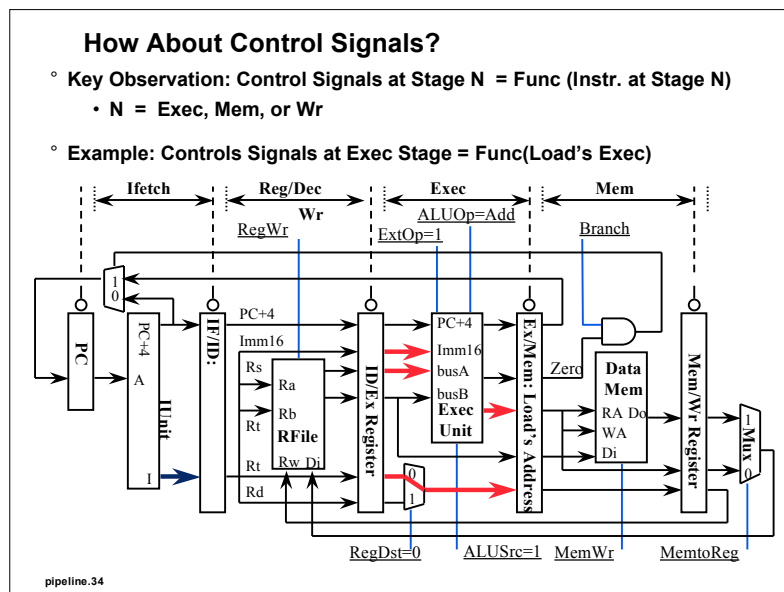 How About Control Signals?
° Key Observation: Control Signals at Stage N = Func (Instr. at Stage N)
• N = Exec, Mem, or Wr
° Example: Controls Signals at Exec Stage = Func(Load's Exec)
Ifetch
Reg/Dec
Exec
Mem
Wr
RegWr
ALUOp=Add
ExtOp=1
Branch
1
0
PC
PC+4
A
IUnit
I
IF/ID:
PC+4
Imm16
Rs
Rt
Ra
Rb
RFile
Rw Di
Rt
Rd
ID/Ex Register
0
1
PC+4
Imm16
busA
busB
Exec
Unit
Ex/Mem: Load's Address
Zero
Data
Mem
RA Do
WA
Di
Mem/Wr Register
1
Mux
0
RegDst=0
ALUSrc=1
MemWr
MemtoReg
pipeline.34